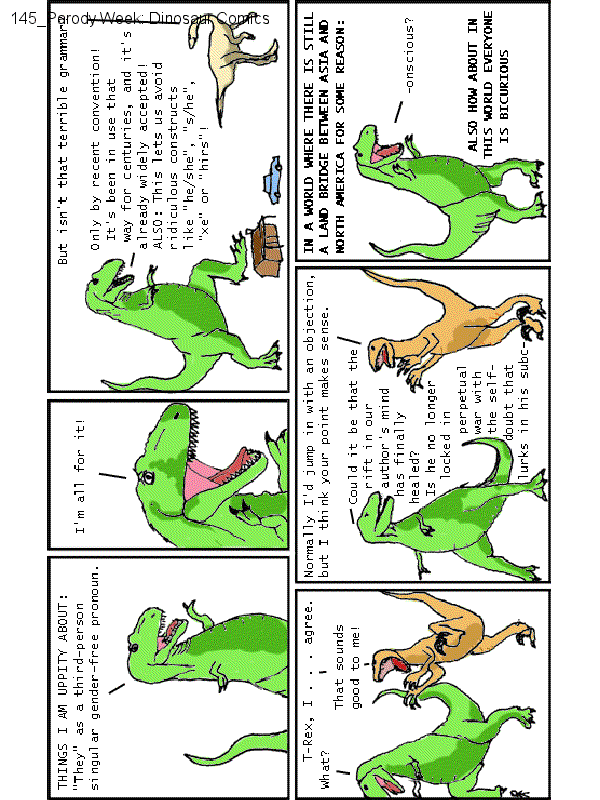 145_Parody Week: Dinosaur Comics
THINGS I AM UPPITY ABOUT:
"They" as a third-person
singular gender-free pronoun.
I'm all for it!
But isn't that terrible grammar?
Only by recent convention!
It's been in use that
way for centuries, and it's
already widely accepted!
ALSO: This lets us avoid
ridiculous constructs
like "he/she", "s/he",
"xe" or "hirs"!
T-Rex, I . . . agree.
What?
That sounds
good to me!
Normally I'd jump in with an objection,
but I think your point makes sense.
Could it be that the
rift in our
author's mind
has finally
healed?
Is he no longer
locked in
perpetual
war with
the self-
doubt that
lurks in his subc-
IN A WORLD WHERE THERE IS STILL
A LAND BRIDGE BETWEEN ASIA AND
NORTH AMERICA FOR SOME REASON:
-onscious?
ALSO HOW ABOUT IN
THIS WORLD EVERYONE
IS BICURIOUS